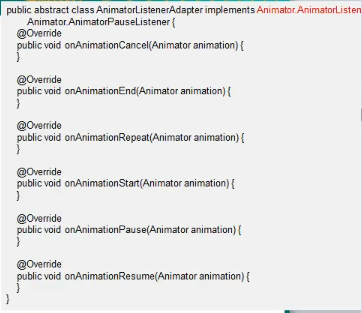 public abstract class AnimatorListenerAdapter implements Animator.AnimatorListen
Animator.AnimatorPauseListener {
@Override
public void onAnimationCancel(Animator animation) {
}
@Override
public void onAnimationEnd(Animator animation) {
}
@Override
public void onAnimationRepeat(Animator animation) {
}
@Override
public void onAnimationStart(Animator animation) {
}
@Override
public void onAnimationPause(Animator animation) {
}
@Override
public void onAnimationResume(Animator animation) {
}
}